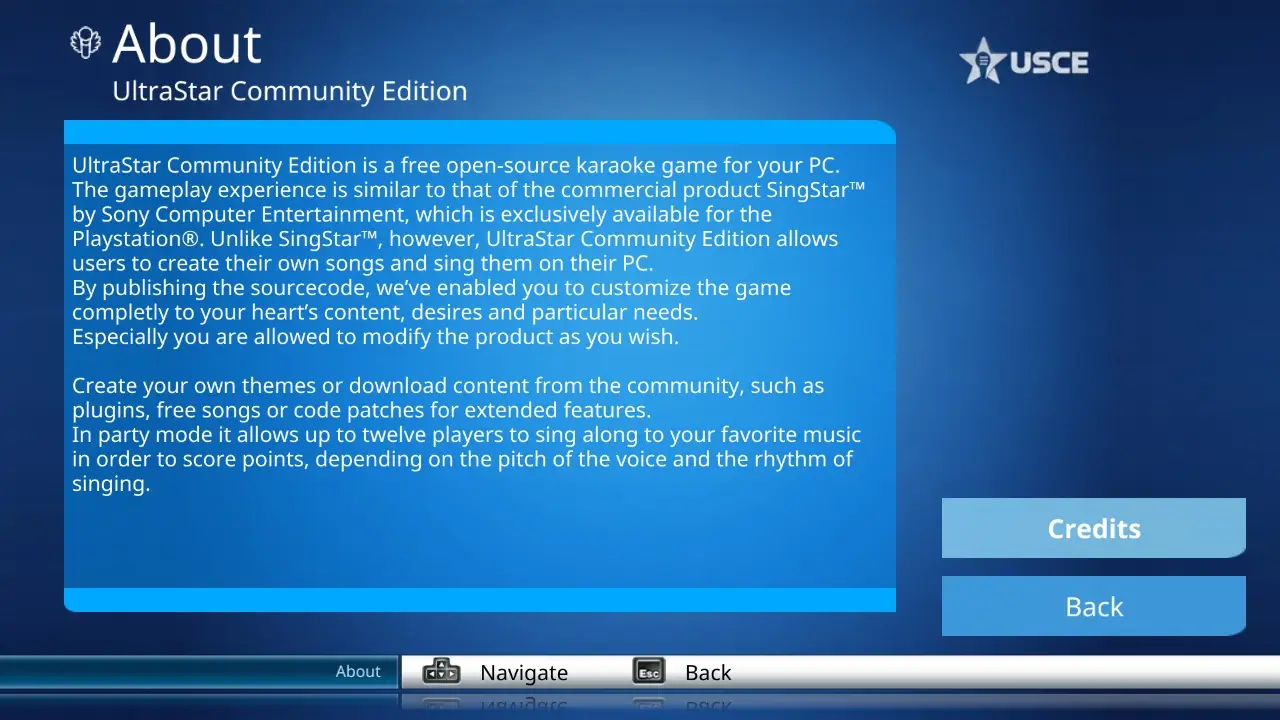 About
UltraStar Community Edition
USCE
UltraStar Community Edition is a free open-source karaoke game for your PC.
The gameplay experience is similar to that of the commercial product SingStar™
by Sony Computer Entertainment, which is exclusively available for the
Playstation®. Unlike SingStar™, however, UltraStar Community Edition allows
users to create their own songs and sing them on their PC.
By publishing the sourcecode, we’ve enabled you to customize the game
completly to your heart’s content, desires and particular needs.
Especially you are allowed to modify the product as you wish.
Create your own themes or download content from the community, such as
plugins, free songs or code patches for extended features.
In party mode it allows up to twelve players to sing along to your favorite music
in order to score points, depending on the pitch of the voice and the rhythm of
singing.
Credits
Back
About
Navigate
Esc Back